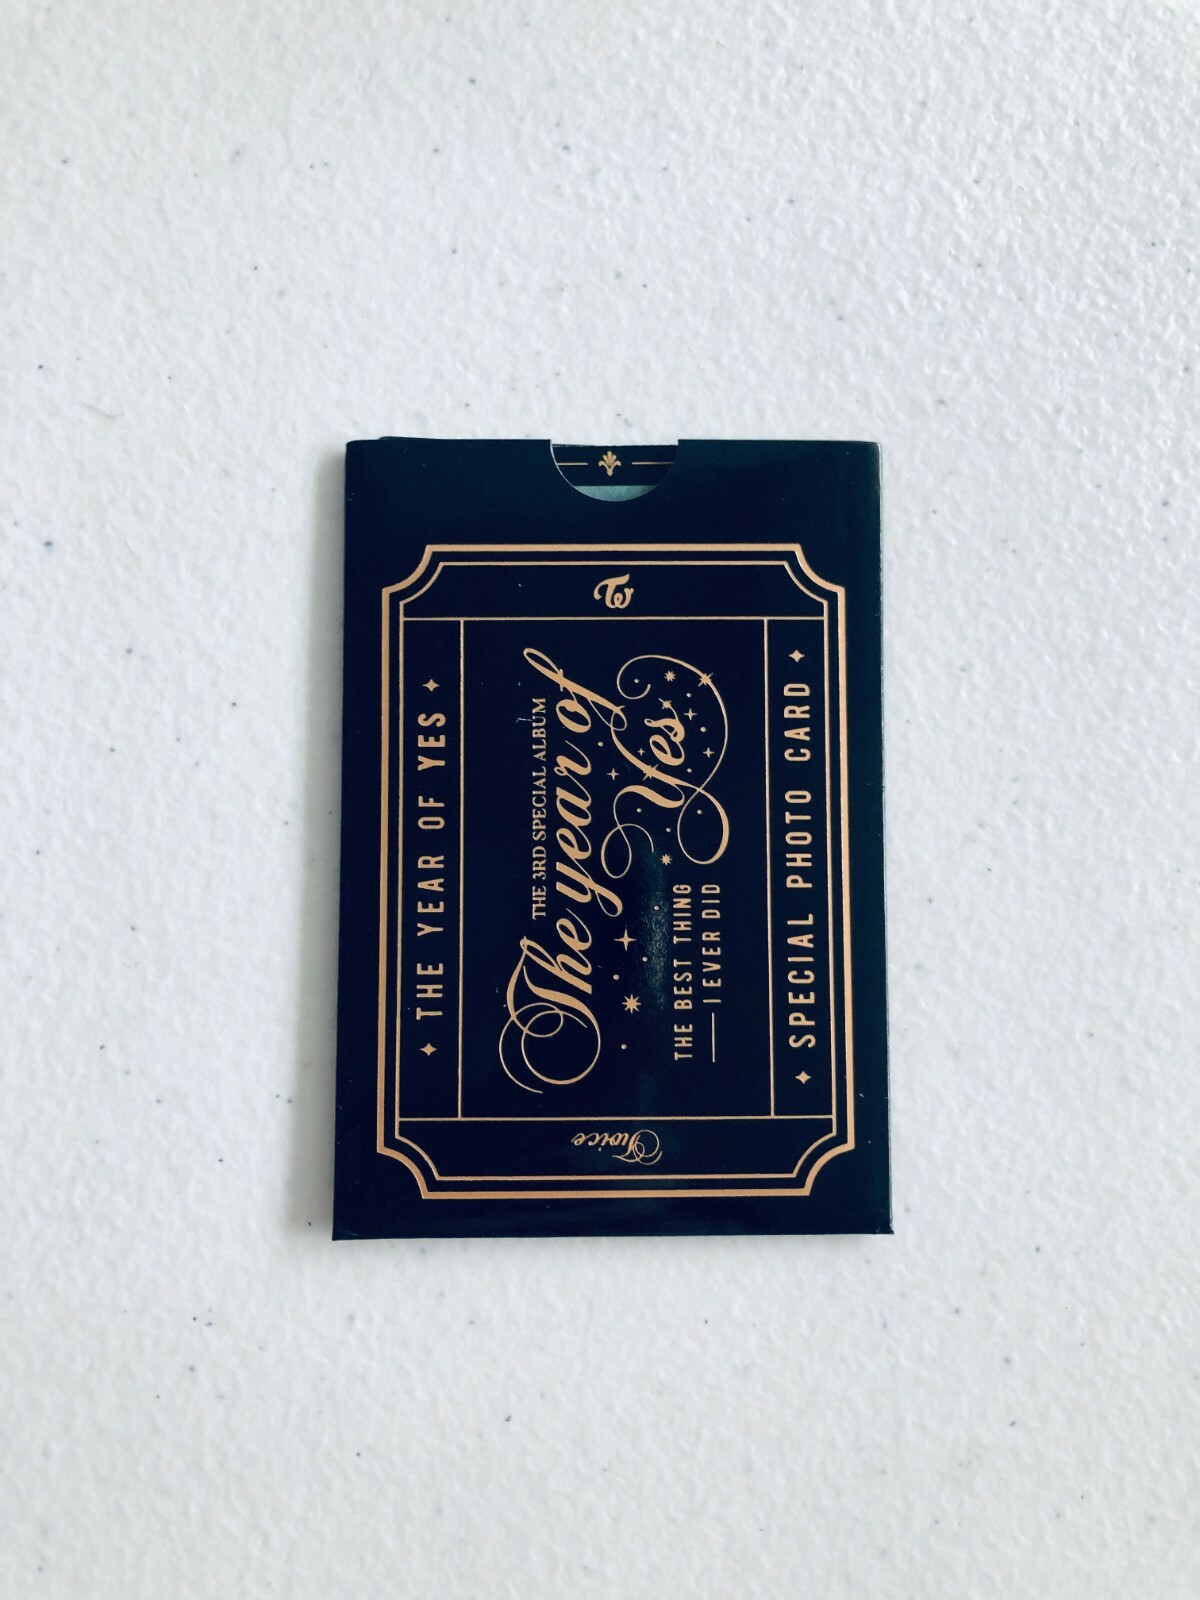 THE YEAR OF YES
THE 3RD SPECIAL ALBUM
The year of
Yes
THE BEST THING
I EVER DID
SPECIAL PHOTO CARD
Twice